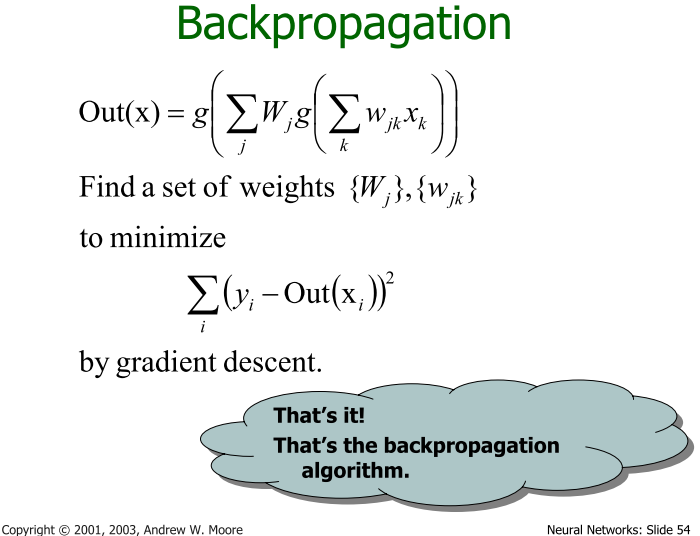 Backpropagation
Out(x) = g(∑_j W_j g(∑_k w_jk x_k))
Find a set of weights {W_j},{w_jk}
to minimize
∑_i (y_i − Out(x_i))²
by gradient descent.
That's it!
That's the backpropagation
algorithm.
Copyright © 2001, 2003, Andrew W. Moore
Neural Networks: Slide 54